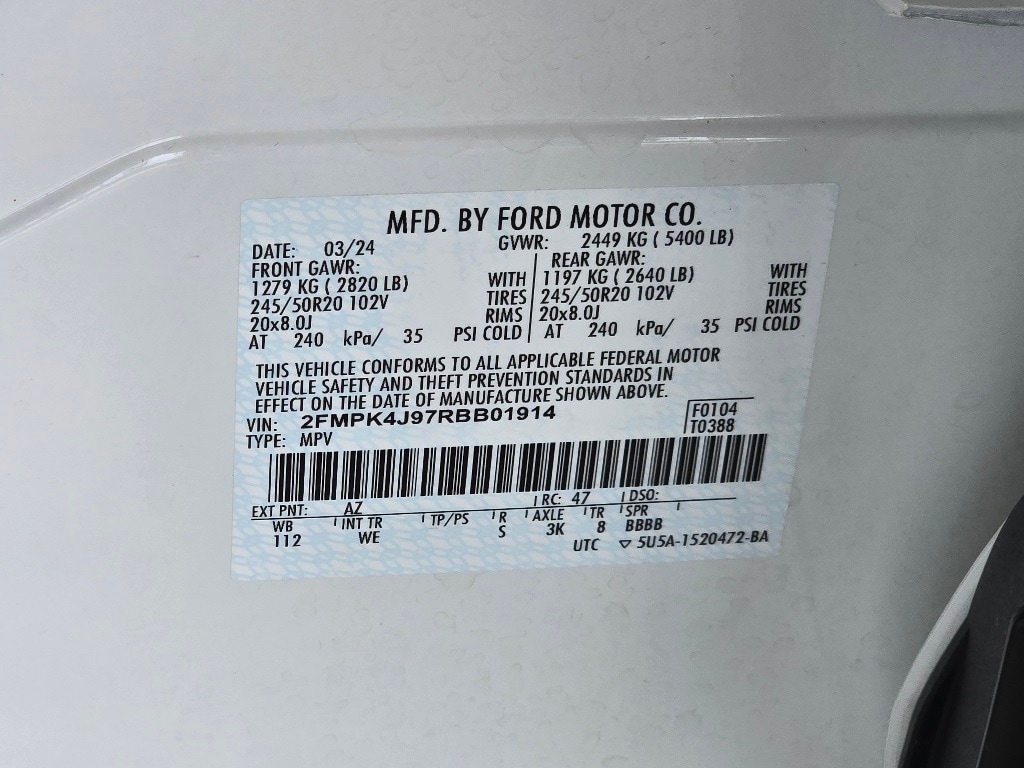 MFD. BY FORD MOTOR CO.
DATE: 03/24 GVWR: 2449 KG ( 5400 LB)
FRONT GAWR: REAR GAWR:
1279 KG ( 2820 LB) WITH 1197 KG ( 2640 LB) WITH
245/50R20 102V TIRES 245/50R20 102V TIRES
20x8.0J RIMS 20x8.0J RIMS
AT 240 kPa/ 35 PSI COLD AT 240 kPa/ 35 PSI COLD
THIS VEHICLE CONFORMS TO ALL APPLICABLE FEDERAL MOTOR
VEHICLE SAFETY AND THEFT PREVENTION STANDARDS IN
EFFECT ON THE DATE OF MANUFACTURE SHOWN ABOVE.
VIN: 2FMPK4J97RBB01914 F0104
TYPE: MPV T0388
EXT PNT: AZ RC: 47 DSO:
WB INT TR TP/PS R AXLE TR SPR
112 WE S 3K 8 BBBB
UTC ▽ 5U5A-1520472-BA